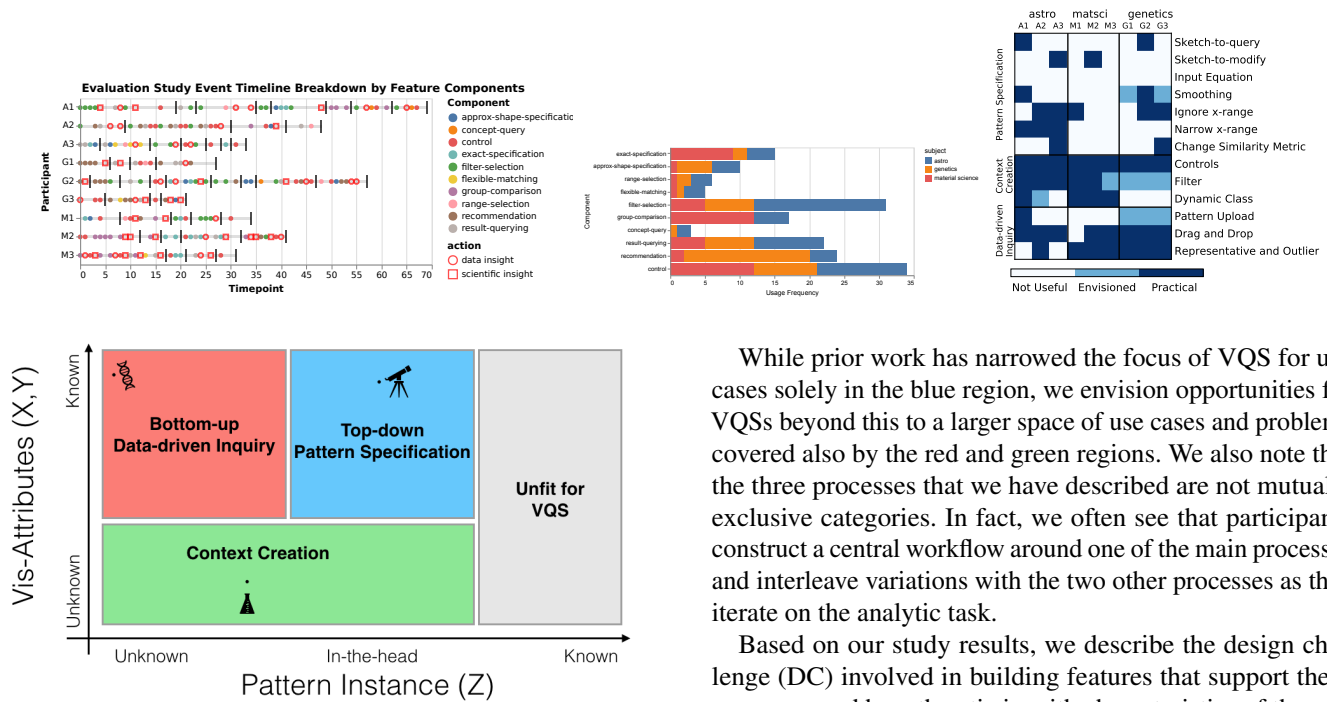 Evaluation Study Event Timeline Breakdown by Feature Components
Participant
A1
A2
A3
G1
G2
G3
M1
M2
M3
0 5 10 15 20 25 30 35 40 45 50 55 60 65 70
Timepoint
Component
approx-shape-specificatic
concept-query
control
exact-specification
filter-selection
flexible-matching
group-comparison
range-selection
recommendation
result-querying
action
data insight
scientific insight
Component
exact-specification
approx-shape-specification
range-selection
flexible-matching
filter-selection
group-comparison
concept-query
result-querying
recommendation
control
0 5 10 15 20 25 30 35
Usage Frequency
subject
astro
genetics
material science
astro matsci genetics
A1 A2 A3 M1 M2 M3 G1 G2 G3
Pattern Specification
Sketch-to-query
Sketch-to-modify
Input Equation
Smoothing
Ignore x-range
Narrow x-range
Change Similarity Metric
Context
Creation
Controls
Filter
Dynamic Class
Data-driven
Inquiry
Pattern Upload
Drag and Drop
Representative and Outlier
Not Useful Envisioned Practical
Vis-Attributes (X,Y)
Known
Unknown
Bottom-up
Data-driven Inquiry
Top-down
Pattern Specification
Unfit for
VQS
Context Creation
Unknown In-the-head Known
Pattern Instance (Z)
While prior work has narrowed the focus of VQS for u
cases solely in the blue region, we envision opportunities f
VQSs beyond this to a larger space of use cases and problem
covered also by the red and green regions. We also note th
the three processes that we have described are not mutual
exclusive categories. In fact, we often see that participan
construct a central workflow around one of the main process
and interleave variations with the two other processes as th
iterate on the analytic task.
Based on our study results, we describe the design ch
lenge (DC) involved in building features that support the